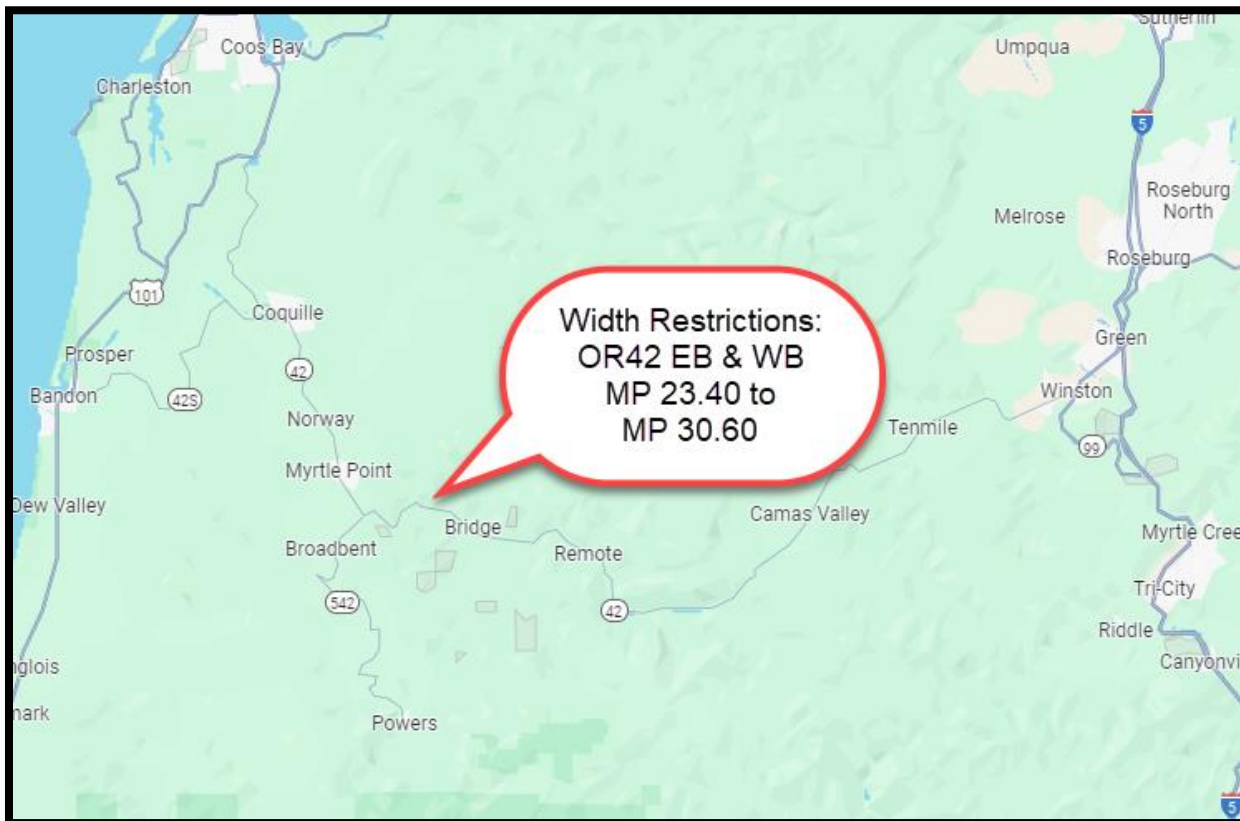 Sutherlin
Coos Bay
Umpqua
Charleston
5
Roseburg
North
Melrose
Roseburg
101
Width Restrictions:
OR42 EB & WB
MP 23.40 to
MP 30.60
Coquille
Green
Prosper
42
Winston
Bandon
42S
Norway
Tenmile
99
Myrtle Point
Dew Valley
Bridge
Camas Valley
Broadbent
Remote
Myrtle Cree
Tri-City
542
42
Riddle
nglois
Canyonvi
mark
Powers
5